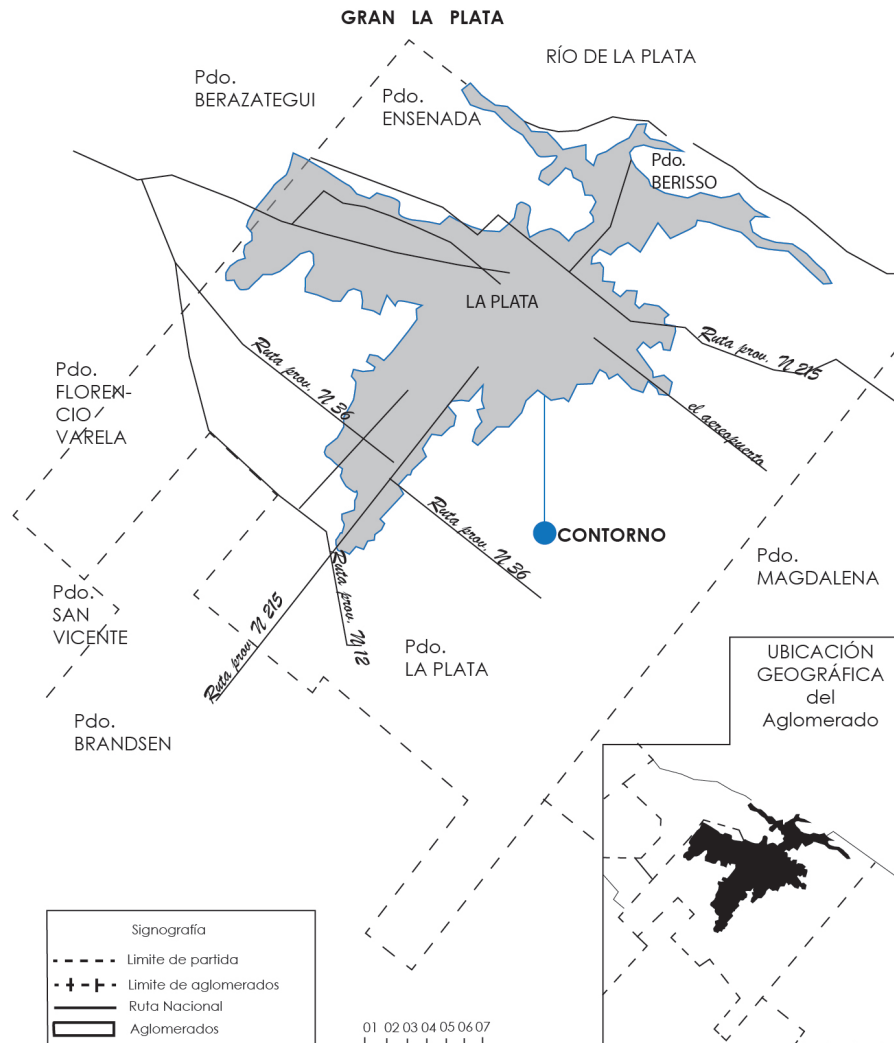 GRAN LA PLATA
RÍO DE LA PLATA
Pdo.
BERAZATEGUI
Pdo.
ENSENADA
Pdo.
BERISSO
LA PLATA
Ruta prov. N 215
Ruta prov. N 36
el aereopuerto
Pdo.
FLOREN-
CIO
VARELA
Ruta prov. N 36
CONTORNO
Pdo.
MAGDALENA
Ruta prov. N 12
Pdo.
SAN
VICENTE
Ruta prov. N 215
Pdo.
LA PLATA
Pdo.
BRANDSEN
UBICACIÓN
GEOGRÁFICA
del
Aglomerado
Signografía
Limite de partida
Limite de aglomerados
Ruta Nacional
Aglomerados
01 02 03 04 05 06 07